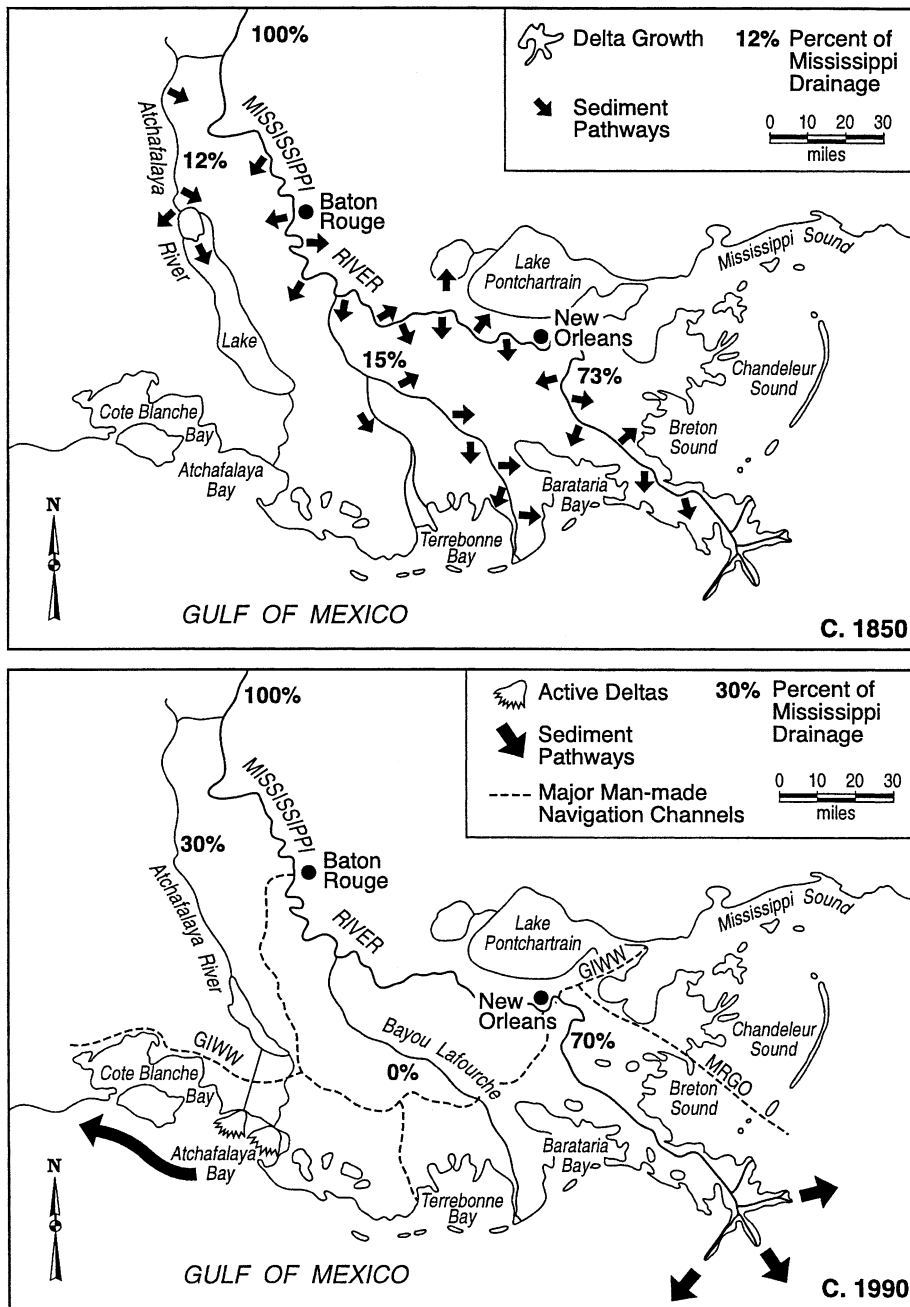 100%
Delta Growth
12% Percent of
Mississippi
Drainage
Sediment
Pathways
0 10 20 30
miles
Atchafalaya
River
12%
MISSISSIPPI
RIVER
Baton
Rouge
Lake
Pontchartrain
Mississippi Sound
New
Orleans
Lake
15%
73%
Chandeleur
Sound
Breton
Sound
Cote Blanche
Bay
Atchafalaya
Bay
Barataria
Bay
Terrebonne
Bay
N
GULF OF MEXICO
C. 1850
100%
Active Deltas
30% Percent of
Mississippi
Drainage
Sediment
Pathways
0 10 20 30
miles
Major Man-made
Navigation Channels
30%
MISSISSIPPI
RIVER
Baton
Rouge
Atchafalaya River
Lake
Pontchartrain
Mississippi Sound
GIWW
New
Orleans
70%
Chandeleur
Sound
GIWW
Bayou Lafourche
0%
MRGO
Cote Blanche
Bay
Breton
Sound
Atchafalaya
Bay
Barataria
Bay
Terrebonne
Bay
N
GULF OF MEXICO
C. 1990